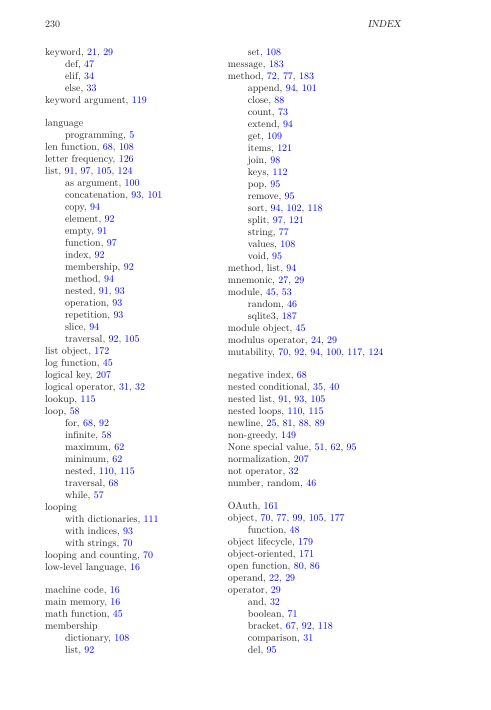 230
INDEX
keyword, 21, 29
def, 47
elif, 34
else, 33
keyword argument, 119
language
programming, 5
len function, 68, 108
letter frequency, 126
list, 91, 97, 105, 124
as argument, 100
concatenation, 93, 101
copy, 94
element, 92
empty, 91
function, 97
index, 92
membership, 92
method, 94
nested, 91, 93
operation, 93
repetition, 93
slice, 94
traversal, 92, 105
list object, 172
log function, 45
logical key, 207
logical operator, 31, 32
lookup, 115
loop, 58
for, 68, 92
infinite, 58
maximum, 62
minimum, 62
nested, 110, 115
traversal, 68
while, 57
looping
with dictionaries, 111
with indices, 93
with strings, 70
looping and counting, 70
low-level language, 16
machine code, 16
main memory, 16
math function, 45
membership
dictionary, 108
list, 92
set, 108
message, 183
method, 72, 77, 183
append, 94, 101
close, 88
count, 73
extend, 94
get, 109
items, 121
join, 98
keys, 112
pop, 95
remove, 95
sort, 94, 102, 118
split, 97, 121
string, 77
values, 108
void, 95
method, list, 94
mnemonic, 27, 29
module, 45, 53
random, 46
sqlite3, 187
module object, 45
modulus operator, 24, 29
mutability, 70, 92, 94, 100, 117, 124
negative index, 68
nested conditional, 35, 40
nested list, 91, 93, 105
nested loops, 110, 115
newline, 25, 81, 88, 89
non-greedy, 149
None special value, 51, 62, 95
normalization, 207
not operator, 32
number, random, 46
OAuth, 161
object, 70, 77, 99, 105, 177
function, 48
object lifecycle, 179
object-oriented, 171
open function, 80, 86
operand, 22, 29
operator, 29
and, 32
boolean, 71
bracket, 67, 92, 118
comparison, 31
del, 95